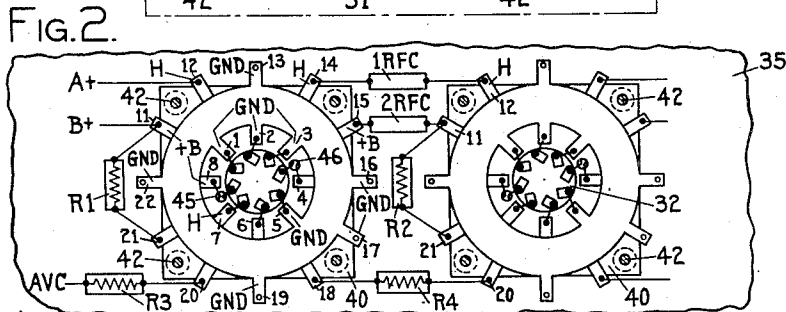 42 31 42
FIG. 2.
A+ H 12 GND 13 H 14 1RFC H 35
42 GND 15 12 42
B+ 11 2RFC 11
+B 1 2 3 +B
GND 8 46 16
R1 22 45 4 GND R2 32
H 7 6 5 GND
21 17 21
42 42
AVC 20 GND 19 18 40 20 40
R3 R4